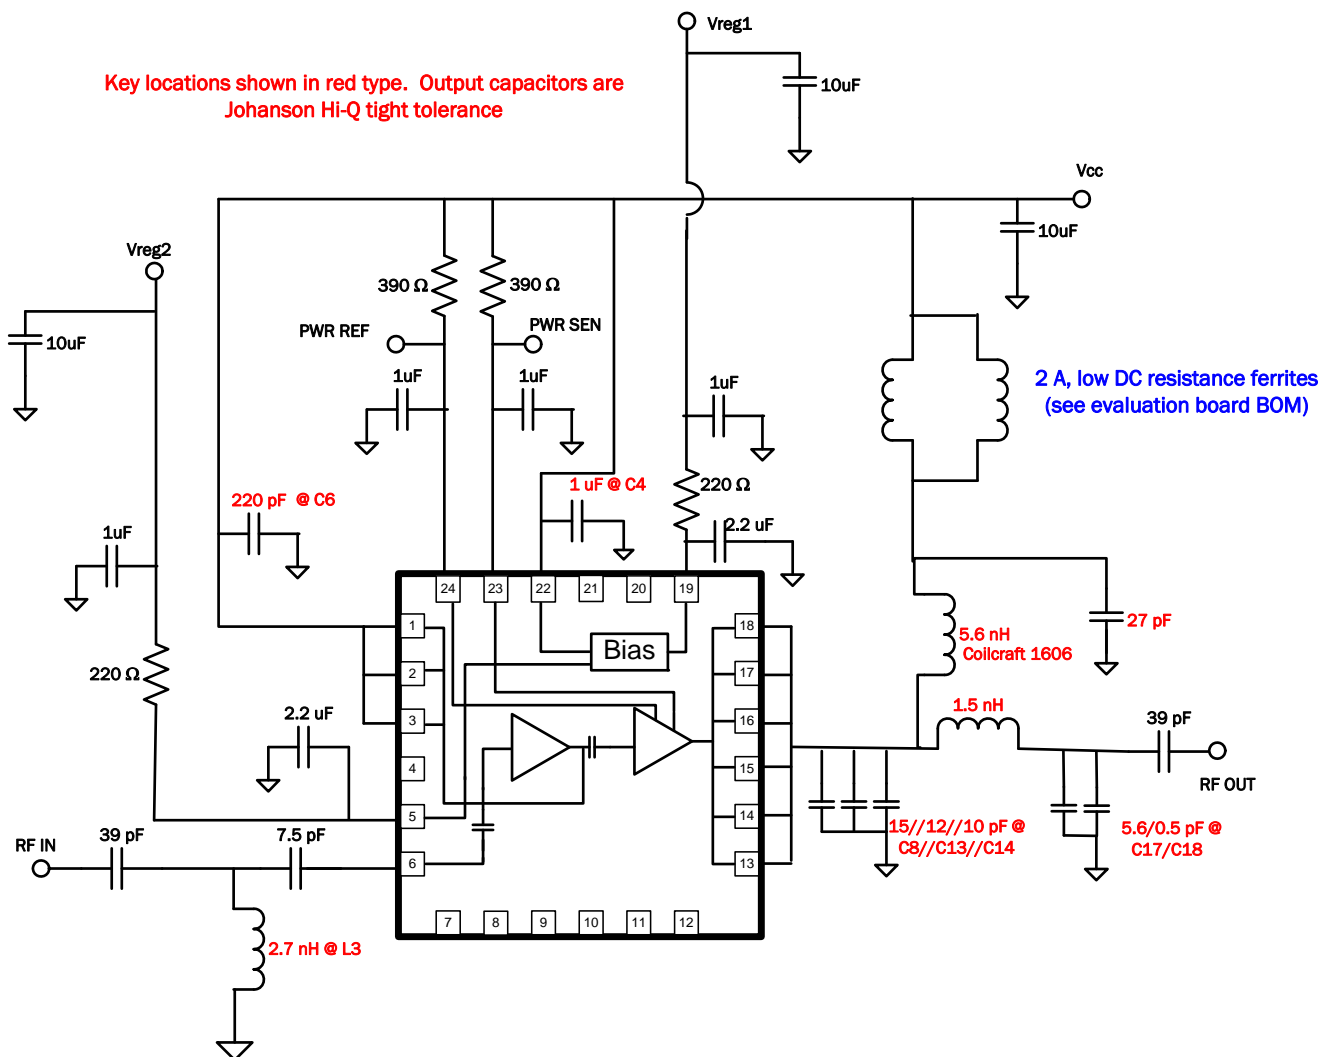 Vreg1
Key locations shown in red type. Output capacitors are
Johanson Hi-Q tight tolerance
10uF
Vcc
10uF
Vreg2
390 Ω
390 Ω
PWR REF
PWR SEN
10uF
1uF
1uF
1uF
2 A, low DC resistance ferrites
(see evaluation board BOM)
220 pF @ C6
1 uF @ C4
220 Ω
1uF
2.2 uF
24
23
22
21
20
19
1
18
Bias
5.6 nH
Coilcraft 1606
27 pF
220 Ω
2
17
2.2 uF
3
16
1.5 nH
39 pF
4
15
RF OUT
5
14
RF IN
39 pF
7.5 pF
15//12//10 pF @
C8//C13//C14
5.6/0.5 pF @
C17/C18
6
13
7
8
9
10
11
12
2.7 nH @ L3